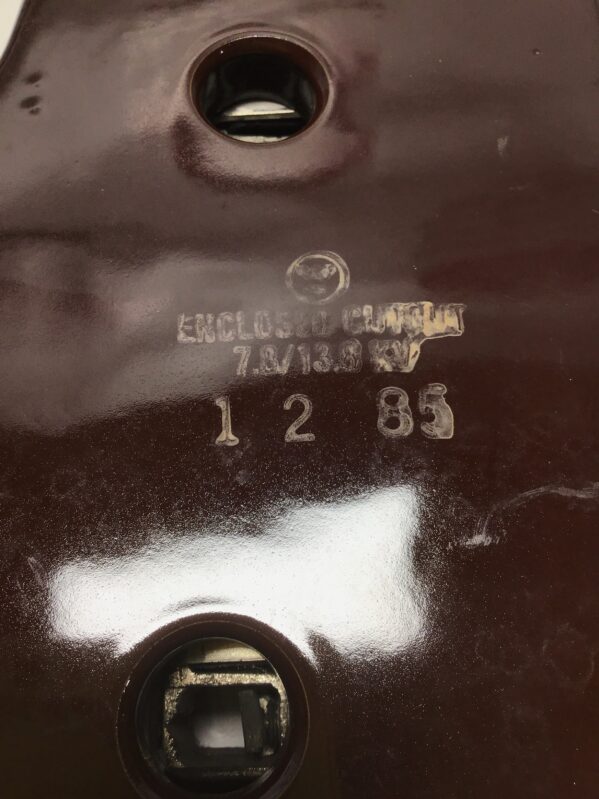 ENCLOSED CUTOUT
7.8/13.8 KV
1 2 85